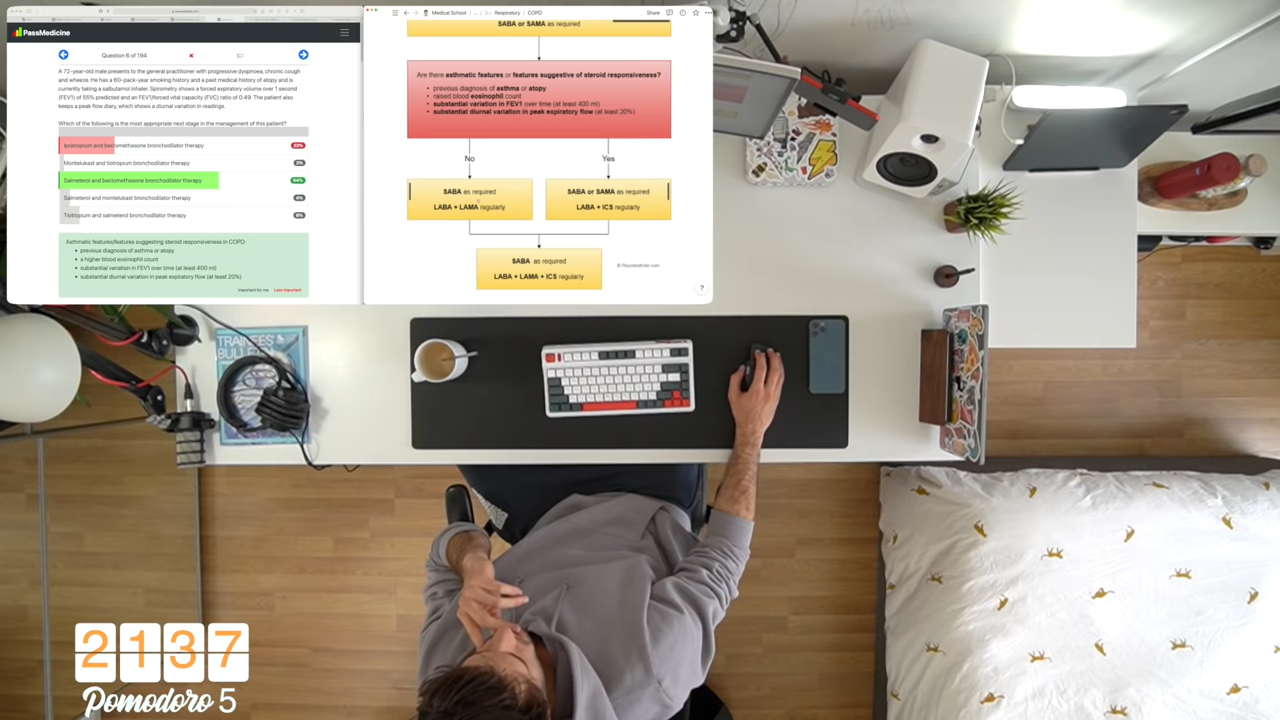 PassMedicine
Question 6 of 194
A 72-year-old male presents to the general practitioner with progressive dyspnoea, chronic cough
and wheeze. He has a 60-pack-year smoking history and a past medical history of atopy and is
currently taking a salbutamol inhaler. Spirometry shows a forced expiratory volume over 1 second
(FEV1) of 55% predicted and an FEV1/forced vital capacity (FVC) ratio of 0.49. The patient also
keeps a peak flow diary, which shows a diurnal variation in readings.
Which of the following is the most appropriate next stage in the management of this patient?
Ipratropium and beclomethasone bronchodilator therapy
Montelukast and tiotropium bronchodilator therapy
Salmeterol and beclomethasone bronchodilator therapy
Salmeterol and montelukast bronchodilator therapy
Tiotropium and salmeterol bronchodilator therapy
Asthmatic features/features suggesting steroid responsiveness in COPD:
• previous diagnosis of asthma or atopy
• a higher blood eosinophil count
• substantial variation in FEV1 over time (at least 400 ml)
• substantial diurnal variation in peak expiratory flow (at least 20%)
Important for me Less important
Medical School / ... / Respiratory / COPD
Share
SABA or SAMA as required
Are there asthmatic features or features suggestive of steroid responsiveness?
• previous diagnosis of asthma or atopy
• raised blood eosinophil count
• substantial variation in FEV1 over time (at least 400 ml)
• substantial diurnal variation in peak expiratory flow (at least 20%)
No
Yes
SABA as required
LABA + LAMA regularly
SABA or SAMA as required
LABA + ICS regularly
SABA as required
LABA + LAMA + ICS regularly
© Passmedicine.com
?
TRAINEES'
BULLETIN
2137
Pomodoro 5